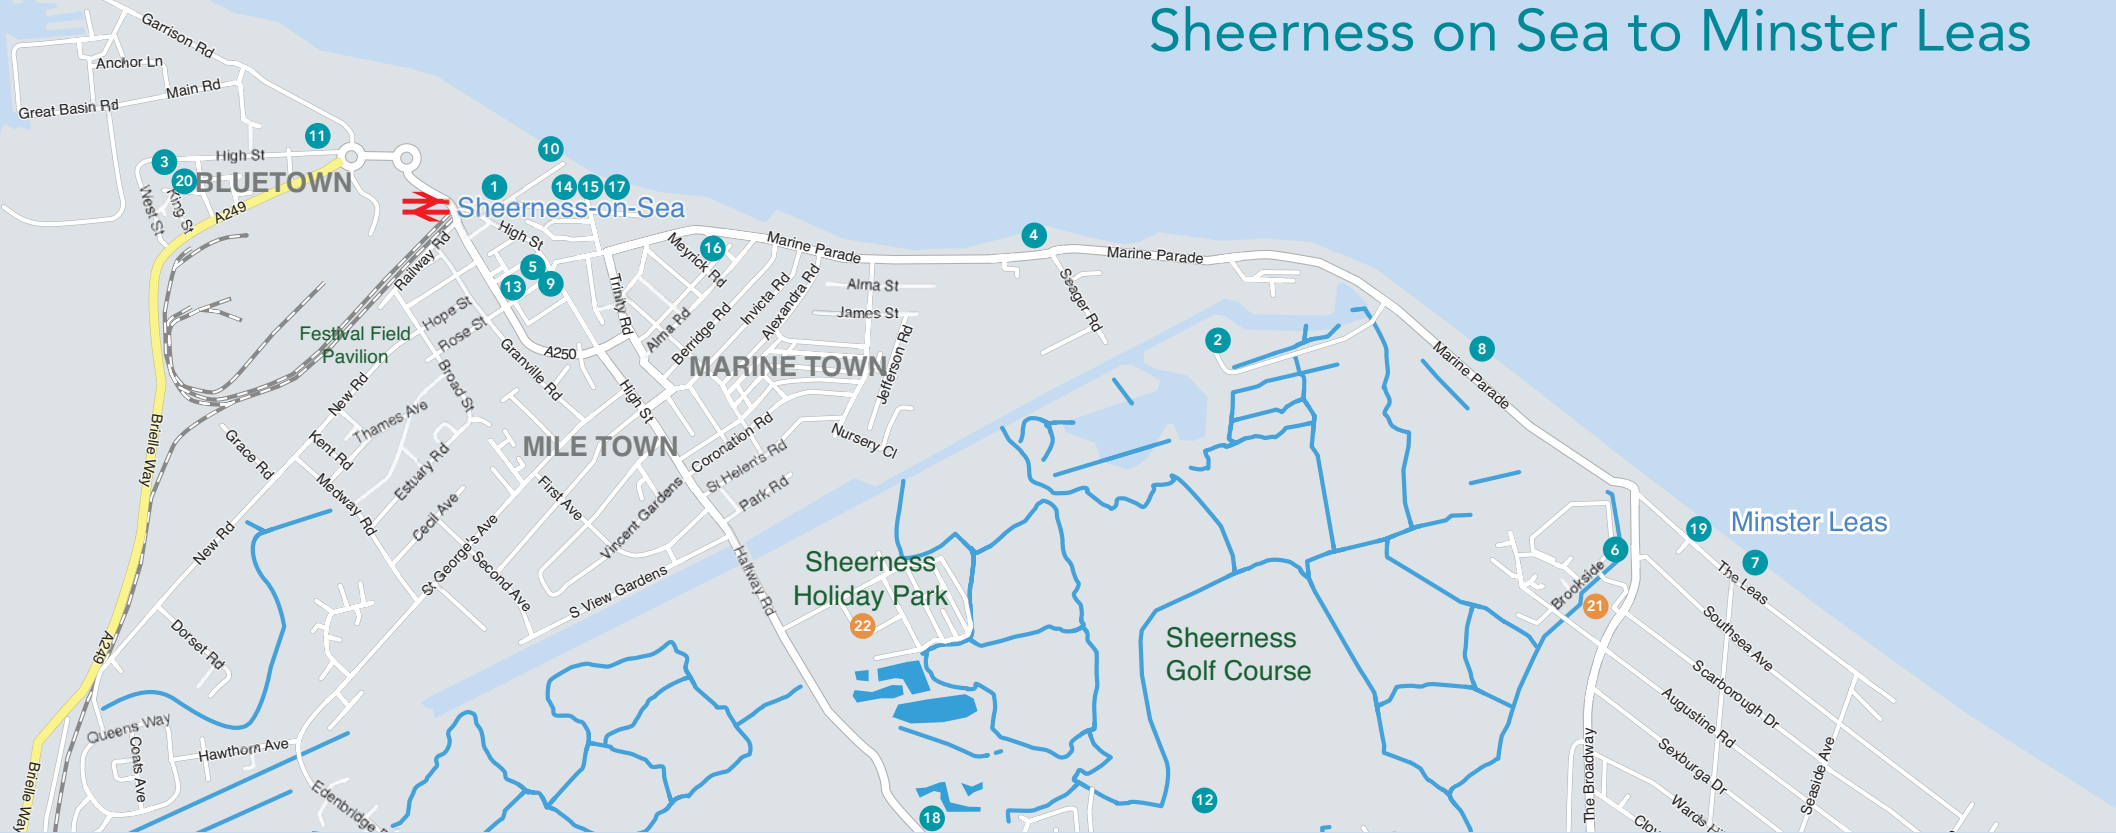 Sheerness on Sea to Minster Leas
Garrison Rd
Anchor Ln
Main Rd
Great Basin Rd
11
High St
3
20
BLUETOWN
West St
King St
A249
10
1
14
15
17
Sheerness-on-Sea
High St
Railway Rd
5
13
9
Meyrick Rd
16
Marine Parade
4
Marine Parade
Trinity Rd
Invicta Rd
Alexandra Rd
Alma St
James St
Seager Rd
Hope St
Rose St
Alma Rd
Berridge Rd
Jefferson Rd
2
8
Marine Parade
Festival Field
Pavilion
A250
Granville Rd
Broad St
MARINE TOWN
New Rd
High St
Thames Ave
Brielle Way
Kent Rd
Grace Rd
MILE TOWN
Coronation Rd
Nursery Cl
St Helen's Rd
Park Rd
Estuary Rd
Medway Rd
Cecil Ave
First Ave
Vincent Gardens
New Rd
St George's Ave
Second Ave
S View Gardens
Halfway Rd
Sheerness
Holiday Park
22
19
Minster Leas
6
7
The Leas
Brookside
21
Sheerness
Golf Course
Southsea Ave
Scarborough Dr
Augustine Rd
Sexburga Dr
Seaside Ave
The Broadway
A249
Dorset Rd
Queens Way
Coats Ave
Hawthorn Ave
Brielle Way
Edenbridge
18
12